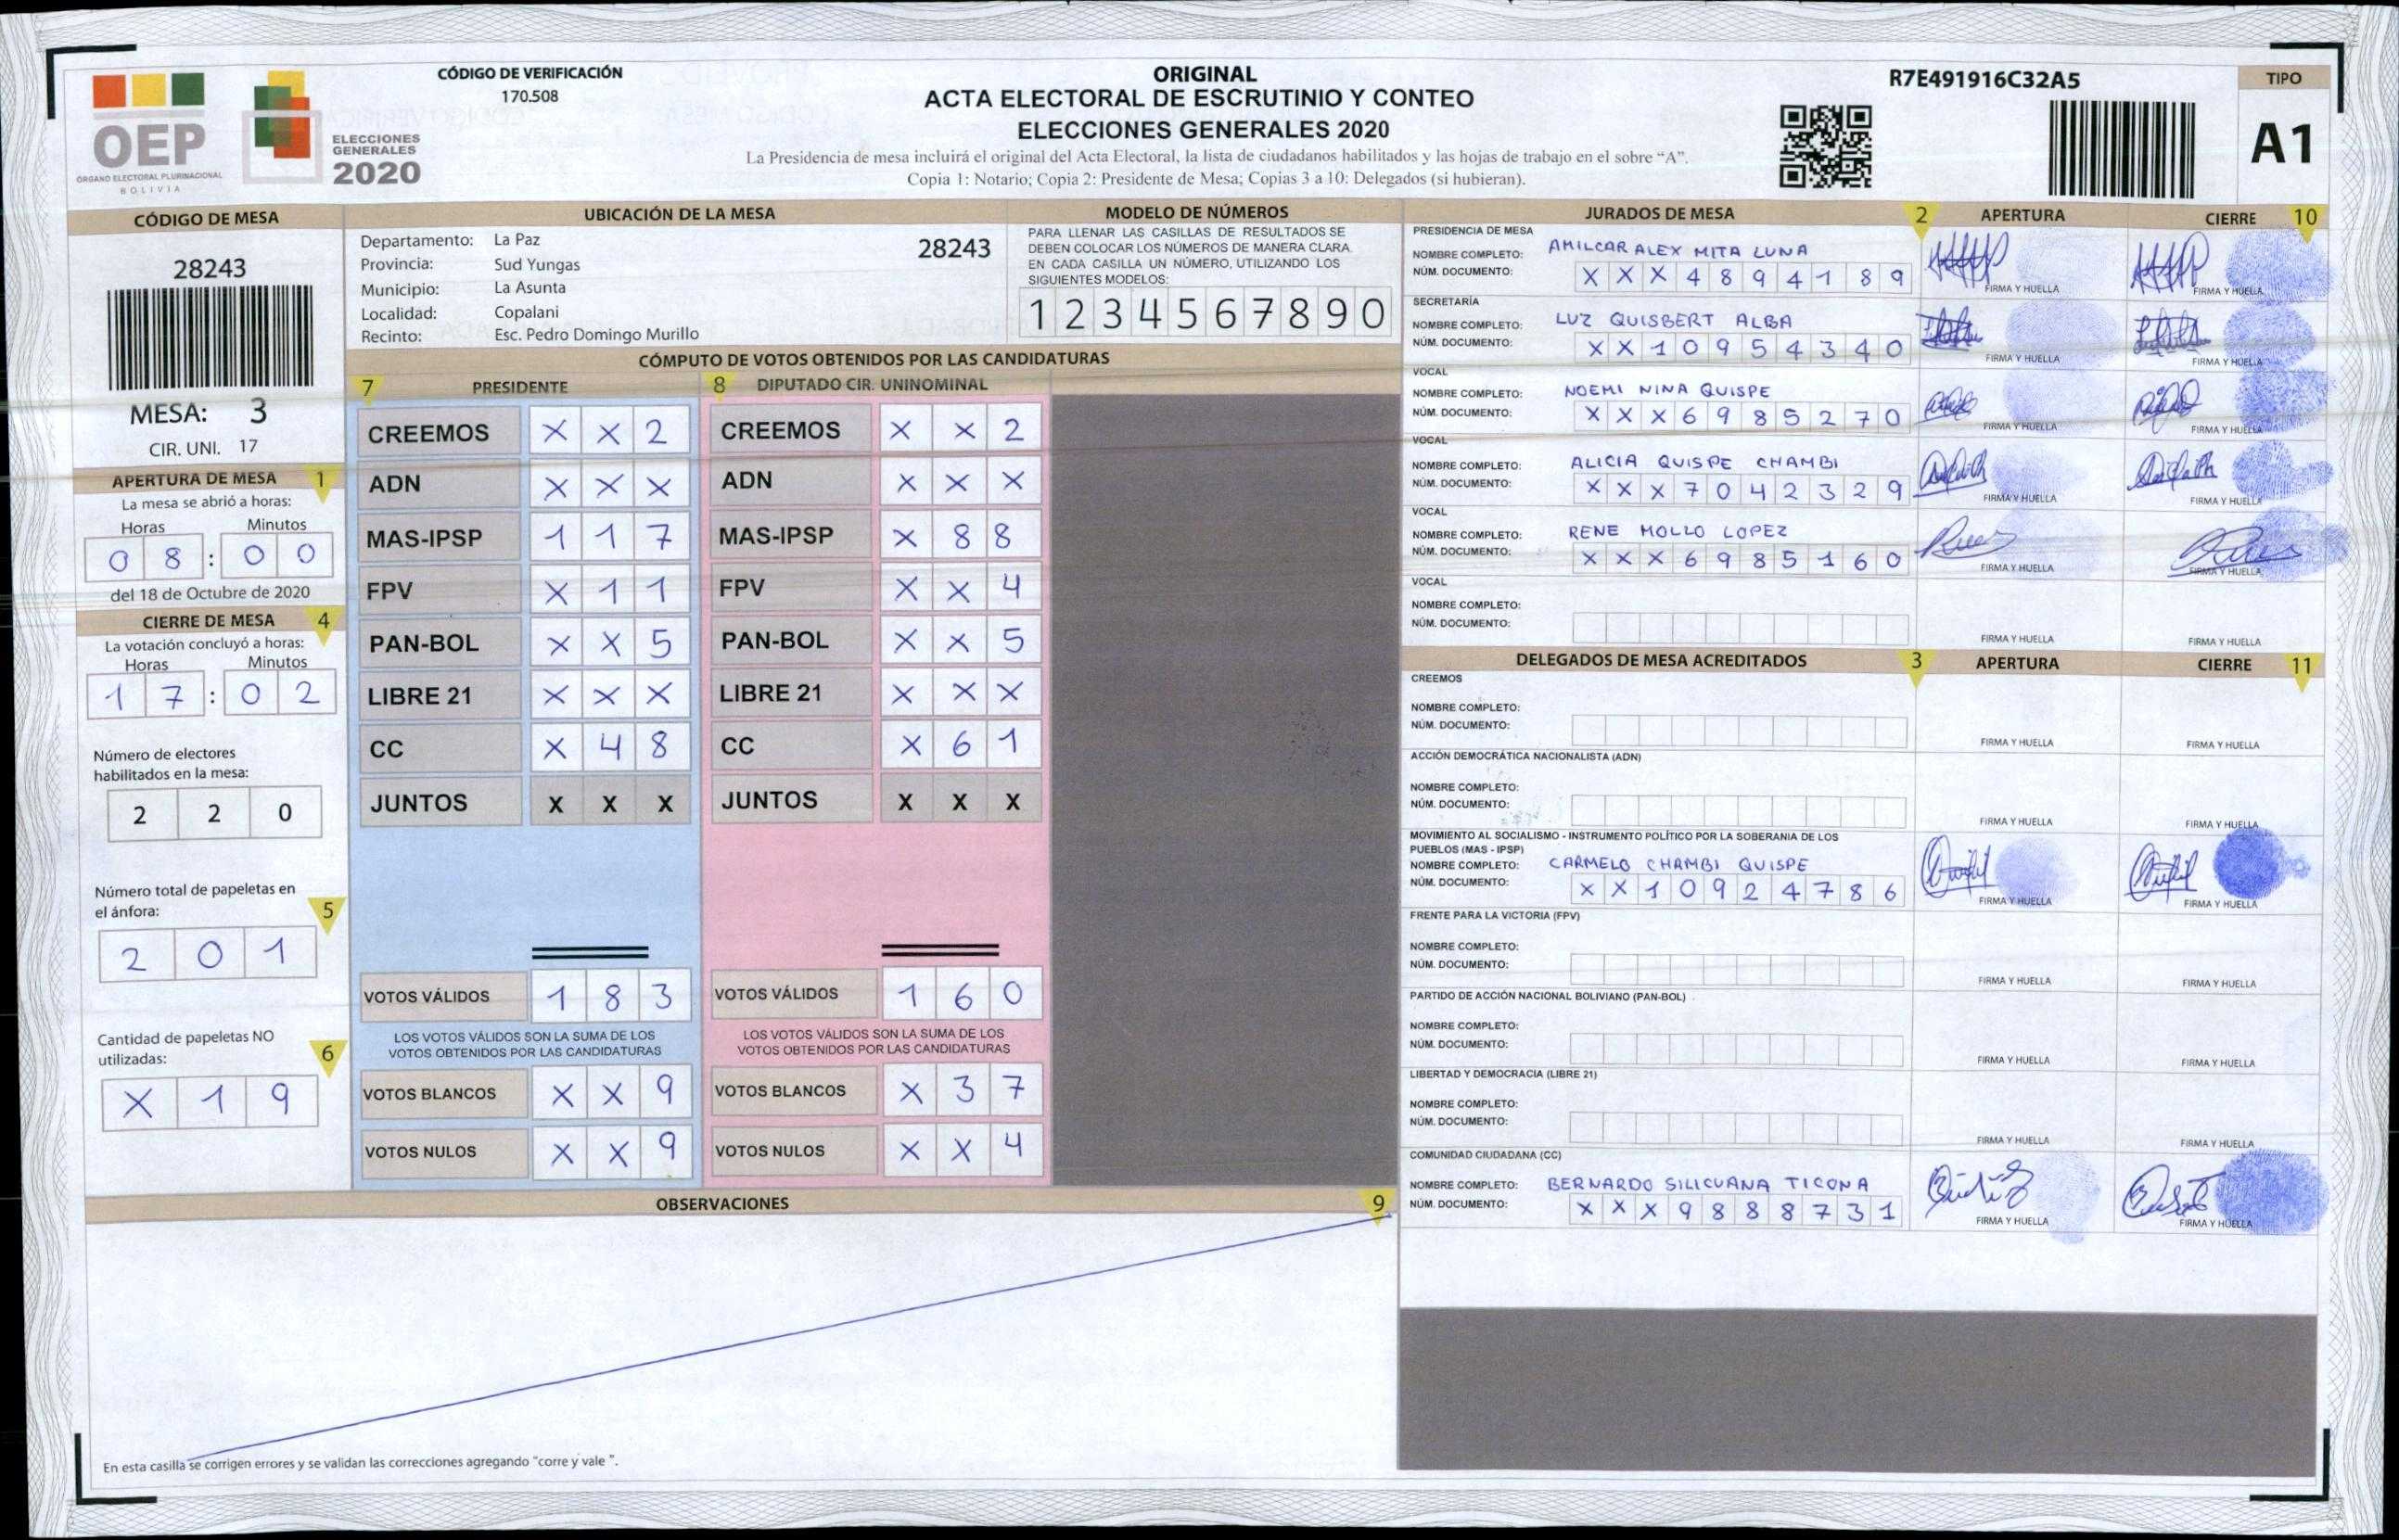 CÓDIGO DE VERIFICACIÓN
170.508
ORIGINAL
ACTA ELECTORAL DE ESCRUTINIO Y CONTEO
ELECCIONES GENERALES 2020
La Presidencia de mesa incluirá el original del Acta Electoral, la lista de ciudadanos habilitados y las hojas de trabajo en el sobre “A”.
Copia 1: Notario; Copia 2: Presidente de Mesa; Copias 3 a 10: Delegados (si hubieran).
R7E491916C32A5
TIPO
A1
OEP
ÓRGANO ELECTORAL PLURINACIONAL
BOLIVIA
ELECCIONES
GENERALES
2020
CÓDIGO DE MESA
28243
MESA: 3
CIR. UNI. 17
APERTURA DE MESA 1
La mesa se abrió a horas:
Horas Minutos
0 8 : 0 0
del 18 de Octubre de 2020
CIERRE DE MESA 4
La votación concluyó a horas:
Horas Minutos
1 7 : 0 2
Número de electores
habilitados en la mesa:
2 2 0
Número total de papeletas en
el ánfora: 5
2 0 1
Cantidad de papeletas NO
utilizadas: 6
X 1 9
UBICACIÓN DE LA MESA
Departamento: La Paz
28243
Provincia: Sud Yungas
Municipio: La Asunta
Localidad: Copalani
Recinto: Esc. Pedro Domingo Murillo
MODELO DE NÚMEROS
PARA LLENAR LAS CASILLAS DE RESULTADOS SE
DEBEN COLOCAR LOS NÚMEROS DE MANERA CLARA.
EN CADA CASILLA UN NÚMERO, UTILIZANDO LOS
SIGUIENTES MODELOS:
1 2 3 4 5 6 7 8 9 0
CÓMPUTO DE VOTOS OBTENIDOS POR LAS CANDIDATURAS
7 PRESIDENTE
CREEMOS X X 2
ADN X X X
MAS-IPSP 1 1 7
FPV X 1 1
PAN-BOL X X 5
LIBRE 21 X X X
CC X 4 8
JUNTOS X X X
VOTOS VÁLIDOS 1 8 3
LOS VOTOS VÁLIDOS SON LA SUMA DE LOS
VOTOS OBTENIDOS POR LAS CANDIDATURAS
VOTOS BLANCOS X X 9
VOTOS NULOS X X 9
8 DIPUTADO CIR. UNINOMINAL
CREEMOS X X 2
ADN X X X
MAS-IPSP X 8 8
FPV X X 4
PAN-BOL X X 5
LIBRE 21 X X X
CC X 6 1
JUNTOS X X X
VOTOS VÁLIDOS 1 6 0
LOS VOTOS VÁLIDOS SON LA SUMA DE LOS
VOTOS OBTENIDOS POR LAS CANDIDATURAS
VOTOS BLANCOS X 3 7
VOTOS NULOS X X 4
OBSERVACIONES 9
En esta casilla se corrigen errores y se validan las correcciones agregando "corre y vale ".
JURADOS DE MESA 2 APERTURA CIERRE 10
PRESIDENCIA DE MESA
NOMBRE COMPLETO: AMILCAR ALEX MITA LUNA
NÚM. DOCUMENTO: X X X 4 8 9 4 1 8 9
FIRMA Y HUELLA FIRMA Y HUELLA
SECRETARÍA
NOMBRE COMPLETO: LUZ QUISBERT ALBA
NÚM. DOCUMENTO: X X 1 0 9 5 4 3 4 0
FIRMA Y HUELLA FIRMA Y HUELLA
VOCAL
NOMBRE COMPLETO: NOEMI NINA QUISPE
NÚM. DOCUMENTO: X X X 6 9 8 5 2 7 0
FIRMA Y HUELLA FIRMA Y HUELLA
VOCAL
NOMBRE COMPLETO: ALICIA QUISPE CHAMBI
NÚM. DOCUMENTO: X X X 7 0 4 2 3 2 9
FIRMA Y HUELLA FIRMA Y HUELLA
VOCAL
NOMBRE COMPLETO: RENE MOLLO LOPEZ
NÚM. DOCUMENTO: X X X 6 9 8 5 1 6 0
FIRMA Y HUELLA FIRMA Y HUELLA
VOCAL
NOMBRE COMPLETO:
NÚM. DOCUMENTO:
FIRMA Y HUELLA FIRMA Y HUELLA
DELEGADOS DE MESA ACREDITADOS 3 APERTURA CIERRE 11
CREEMOS
NOMBRE COMPLETO:
NÚM. DOCUMENTO:
FIRMA Y HUELLA FIRMA Y HUELLA
ACCIÓN DEMOCRÁTICA NACIONALISTA (ADN)
NOMBRE COMPLETO:
NÚM. DOCUMENTO:
FIRMA Y HUELLA FIRMA Y HUELLA
MOVIMIENTO AL SOCIALISMO - INSTRUMENTO POLÍTICO POR LA SOBERANIA DE LOS
PUEBLOS (MAS - IPSP)
NOMBRE COMPLETO: CARMELO CHAMBI QUISPE
NÚM. DOCUMENTO: X X 1 0 9 2 4 7 8 6
FIRMA Y HUELLA FIRMA Y HUELLA
FRENTE PARA LA VICTORIA (FPV)
NOMBRE COMPLETO:
NÚM. DOCUMENTO:
FIRMA Y HUELLA FIRMA Y HUELLA
PARTIDO DE ACCIÓN NACIONAL BOLIVIANO (PAN-BOL)
NOMBRE COMPLETO:
NÚM. DOCUMENTO:
FIRMA Y HUELLA FIRMA Y HUELLA
LIBERTAD Y DEMOCRACIA (LIBRE 21)
NOMBRE COMPLETO:
NÚM. DOCUMENTO:
FIRMA Y HUELLA FIRMA Y HUELLA
COMUNIDAD CIUDADANA (CC)
NOMBRE COMPLETO: BERNARDO SILICUANA TICONA
NÚM. DOCUMENTO: X X X 9 8 8 8 7 3 1
FIRMA Y HUELLA FIRMA Y HUELLA